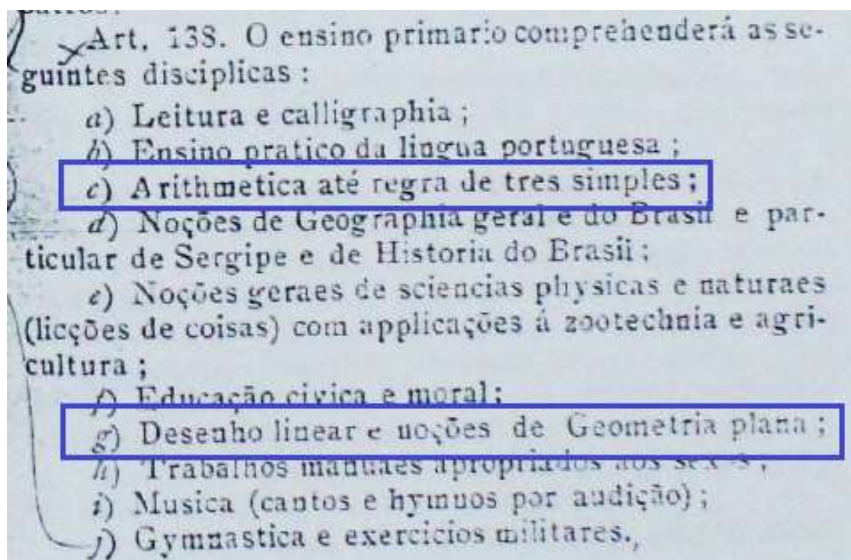 Art. 138. O ensino primario comprehenderá as se-
guintes disciplicas :
a) Leitura e calligraphia ;
b) Ensino pratico da lingua portuguesa ;
c) Arithmetica até regra de tres simples ;
d) Noções de Geographia geral e do Brasil e par-
ticular de Sergipe e de Historia do Brasil ;
e) Noções geraes de sciencias physicas e naturaes
(licções de coisas) com applicações á zootechnia e agri-
cultura ;
f) Educação civica e moral ;
g) Desenho linear e noções de Geometria plana ;
h) Trabalhos manuaes apropriados aos sexos ;
i) Musica (cantos e hymnos por audição) ;
j) Gymnastica e exercicios militares.